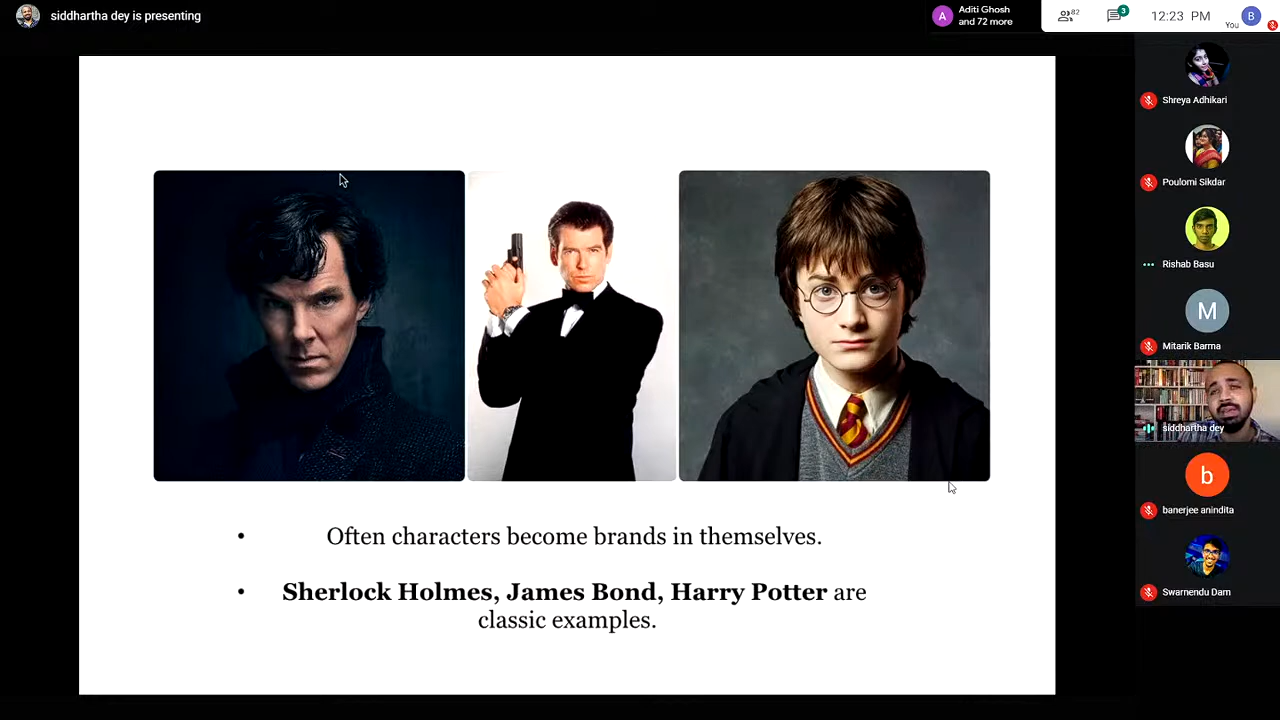 siddhartha dey is presenting
A
Aditi Ghosh
and 72 more
82
3
12:23 PM
You
B
Shreya Adhikari
Poulomi Sikdar
Rishab Basu
M
Mitarik Barma
siddhartha dey
b
banerjee anindita
Swarnendu Dam
• Often characters become brands in themselves.
• Sherlock Holmes, James Bond, Harry Potter are
classic examples.